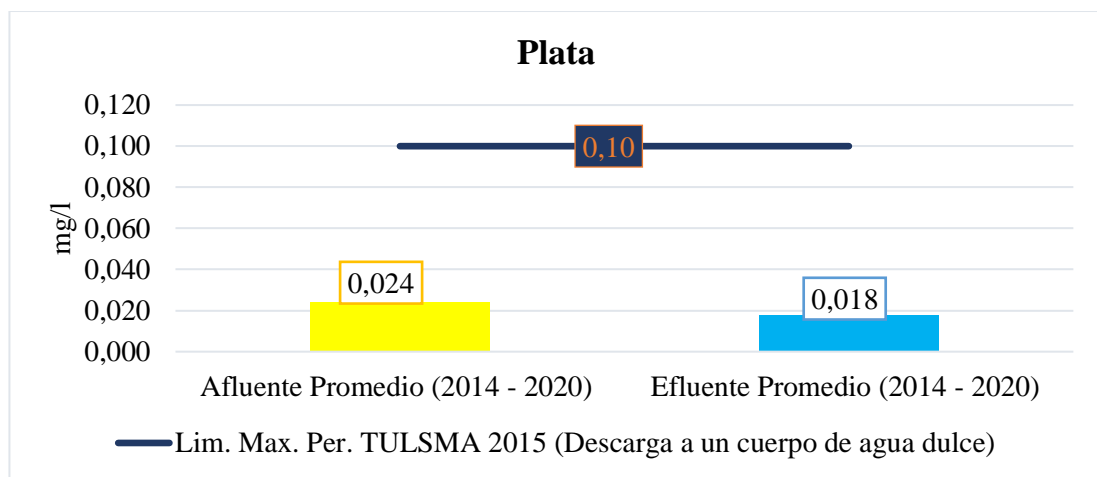 Plata
0,120
0,100
0,080
0,060
0,040
0,020
0,000
mg/l
0,10
0,024
0,018
Afluente Promedio (2014 - 2020)
Efluente Promedio (2014 - 2020)
Lim. Max. Per. TULSMA 2015 (Descarga a un cuerpo de agua dulce)